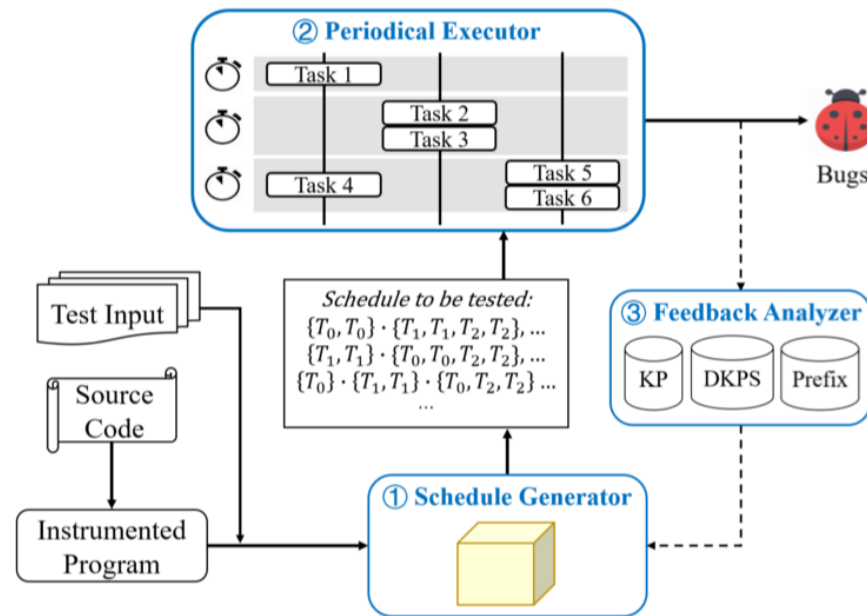 ② Periodical Executor
Task 1
Task 2
Task 3
Task 4
Task 5
Task 6
Bugs
Test Input
Source
Code
Instrumented
Program
Schedule to be tested:
{T₀, T₀} · {T₁, T₁, T₂, T₂}, ...
{T₁, T₁} · {T₀, T₀, T₂, T₂}, ...
{T₀} · {T₁, T₁} · {T₀, T₂, T₂} ...
...
③ Feedback Analyzer
KP
DKPS
Prefix
① Schedule Generator